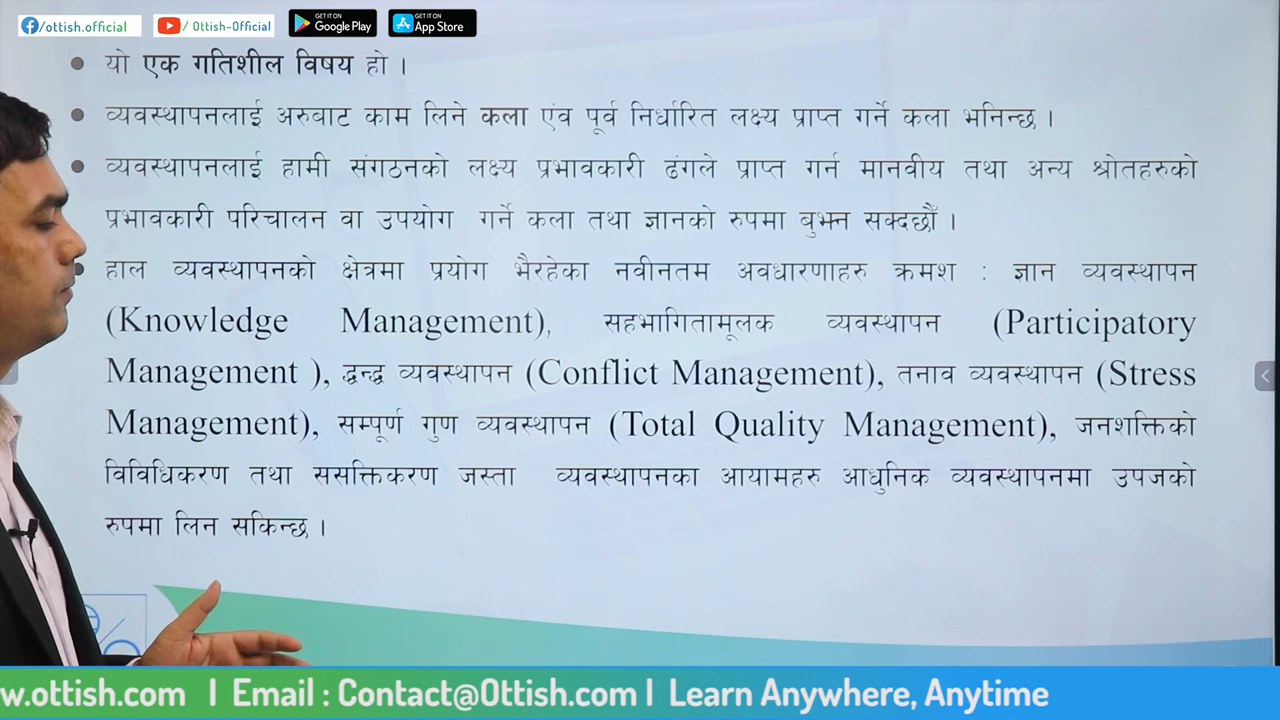 /ottish.official
/ Ottish-Official
GET IT ON
Google Play
GET IT ON
App Store
यो एक गतिशील विषय हो ।
व्यवस्थापनलाई अरुबाट काम लिने कला एंव पूर्व निर्धारित लक्ष्य प्राप्त गर्ने कला भनिन्छ ।
व्यवस्थापनलाई हामी संगठनको लक्ष्य प्रभावकारी ढंगले प्राप्त गर्न मानवीय तथा अन्य श्रोतहरुको
प्रभावकारी परिचालन वा उपयोग गर्ने कला तथा ज्ञानको रुपमा बुझ्न सक्दछौँ ।
हाल व्यवस्थापनको क्षेत्रमा प्रयोग भैरहेका नवीनतम अवधारणाहरु क्रमश : ज्ञान व्यवस्थापन
(Knowledge Management), सहभागितामूलक व्यवस्थापन (Participatory
Management ), द्धन्द्ध व्यवस्थापन (Conflict Management), तनाव व्यवस्थापन (Stress
Management), सम्पूर्ण गुण व्यवस्थापन (Total Quality Management), जनशक्तिको
विविधिकरण तथा ससक्तिकरण जस्ता व्यवस्थापनका आयामहरु आधुनिक व्यवस्थापनमा उपजको
रुपमा लिन सकिन्छ ।
w.ottish.com I Email : Contact@Ottish.com I Learn Anywhere, Anytime